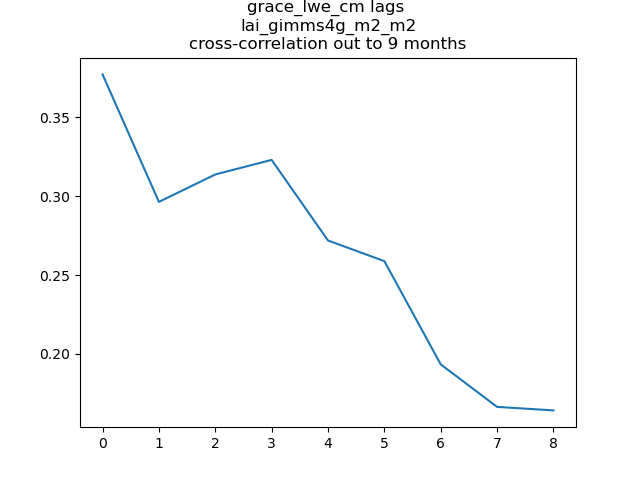 grace_lwe_cm lags
lai_gimms4g_m2_m2
cross-correlation out to 9 months
0.35
0.30
0.25
0.20
0 1 2 3 4 5 6 7 8